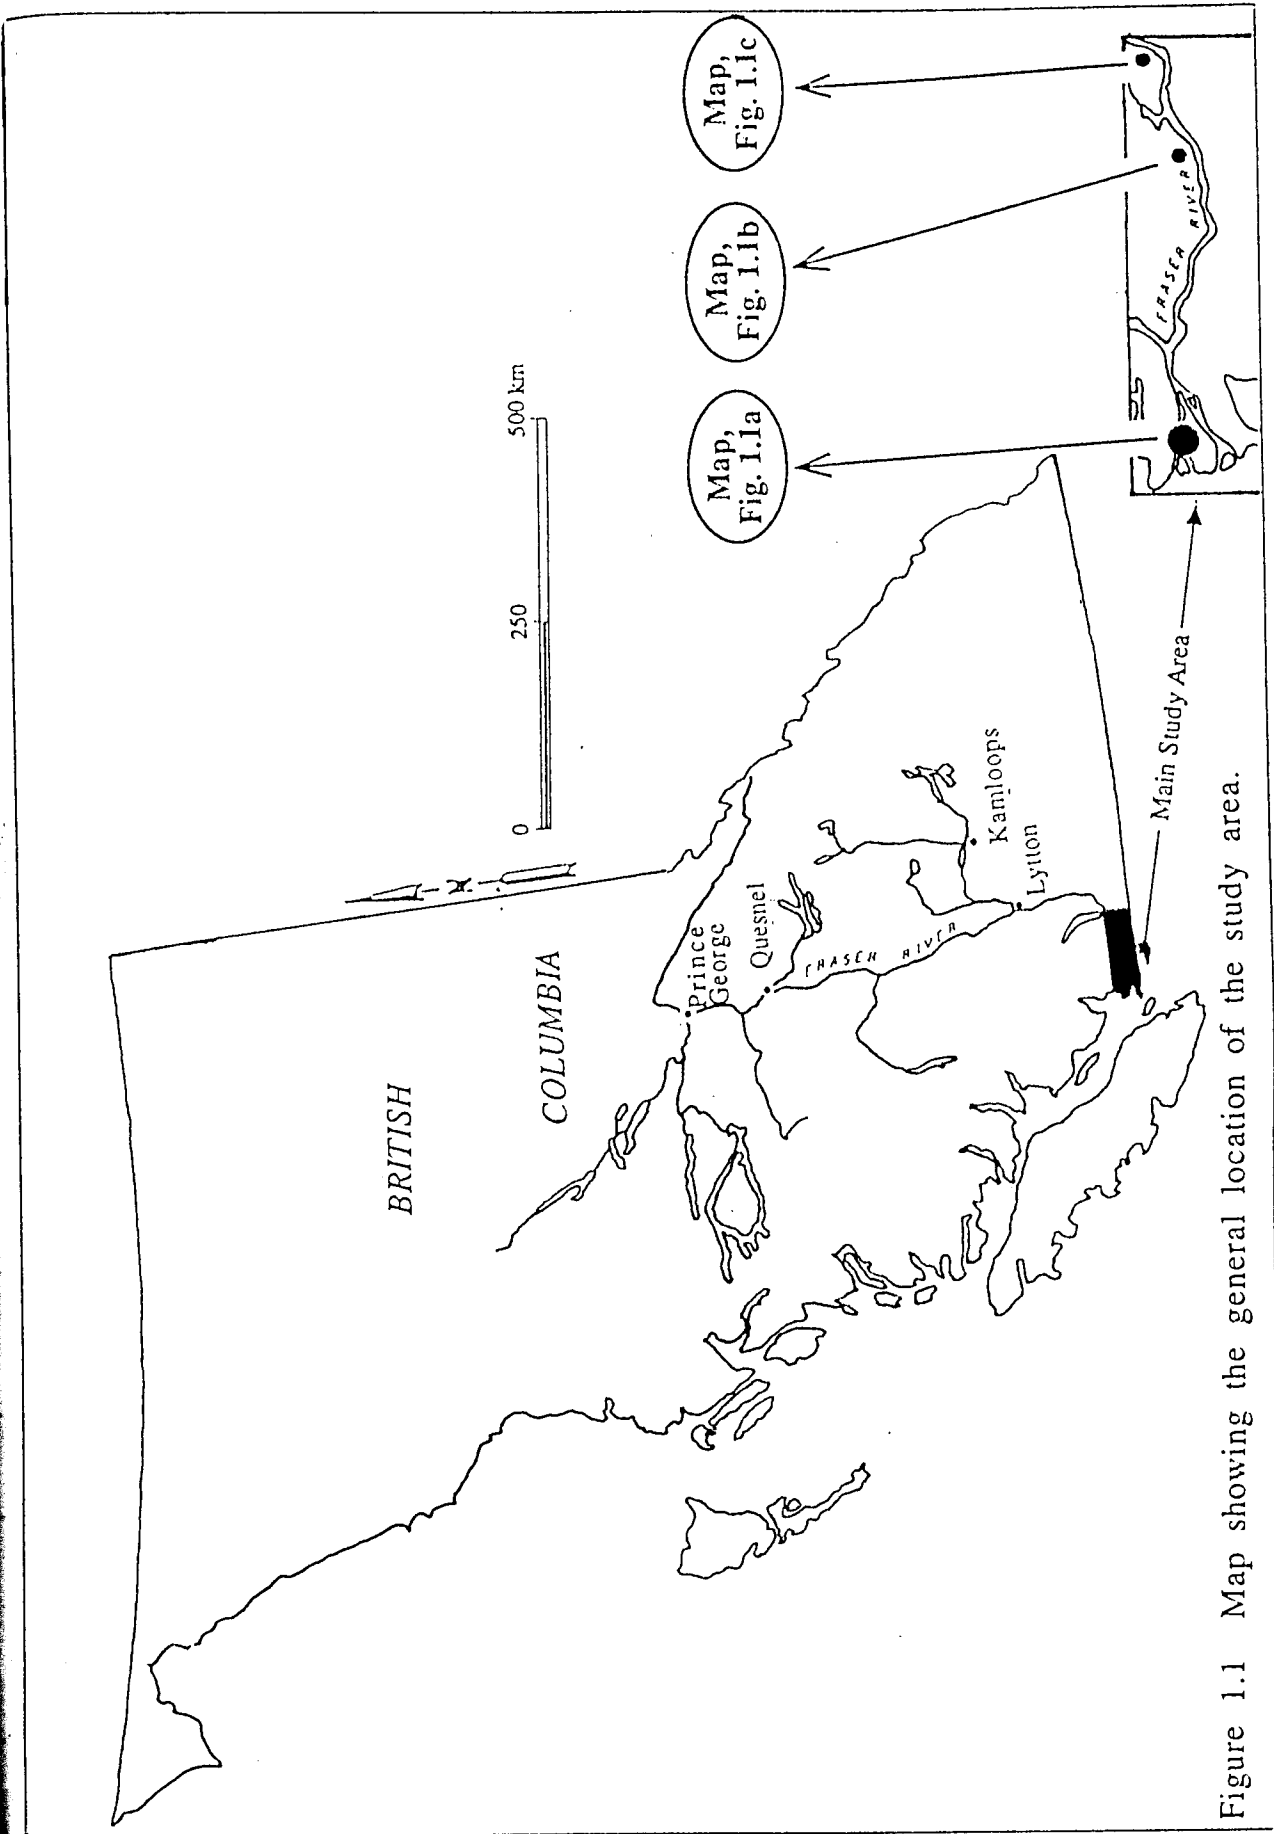 BRITISH
COLUMBIA
0 250 500 km
N
Prince
George
Quesnel
FRASER RIVER
Kamloops
Lytton
Main Study Area
Map,
Fig. 1.1a
Map,
Fig. 1.1b
Map,
Fig. 1.1c
FRASER RIVER
Figure 1.1 Map showing the general location of the study area.